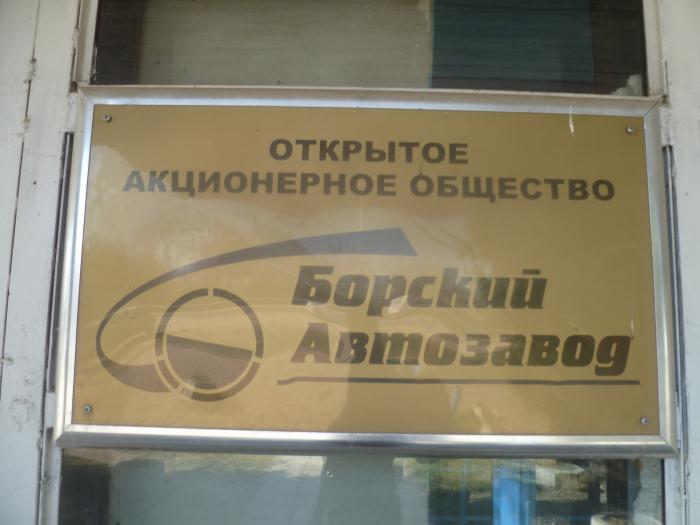 ОТКРЫТОЕ
АКЦИОНЕРНОЕ ОБЩЕСТВО
Борский
Автозавод